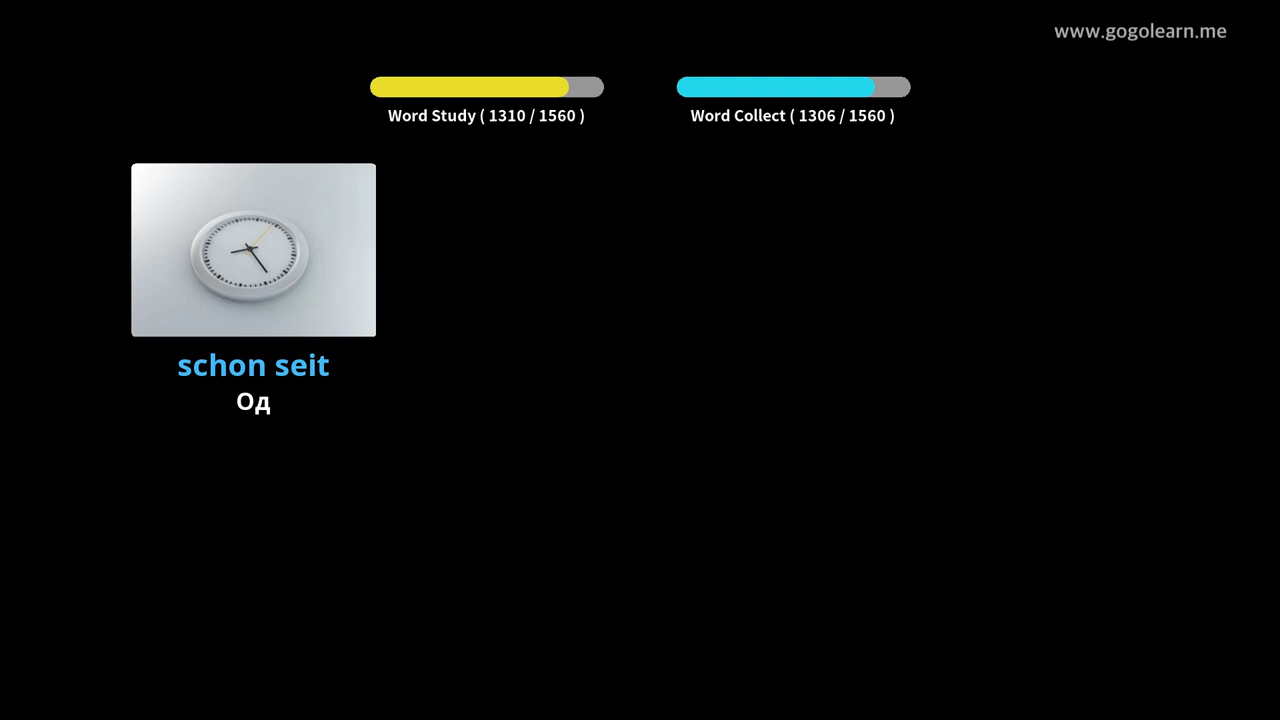 www.gogolearn.me
Word Study ( 1310 / 1560 )
Word Collect ( 1306 / 1560 )
schon seit
Од